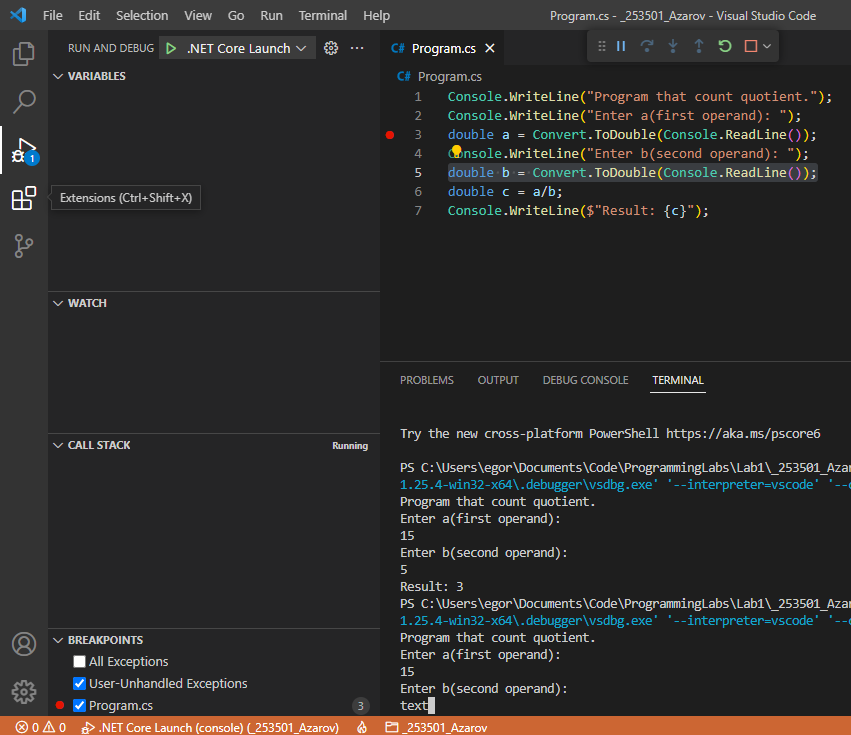 File Edit Selection View Go Run Terminal Help Program.cs - _253501_Azarov - Visual Studio Code
RUN AND DEBUG .NET Core Launch ···
C# Program.cs
VARIABLES
C# Program.cs
1 Console.WriteLine("Program that count quotient.");
2 Console.WriteLine("Enter a(first operand): ");
3 double a = Convert.ToDouble(Console.ReadLine());
4 Console.WriteLine("Enter b(second operand): ");
5 double b = Convert.ToDouble(Console.ReadLine());
6 double c = a/b;
7 Console.WriteLine($"Result: {c}");
1
Extensions (Ctrl+Shift+X)
WATCH
CALL STACK Running
BREAKPOINTS
All Exceptions
User-Unhandled Exceptions
Program.cs 3
PROBLEMS OUTPUT DEBUG CONSOLE TERMINAL
Try the new cross-platform PowerShell https://aka.ms/pscore6
PS C:\Users\egor\Documents\Code\ProgrammingLabs\Lab1\_253501_Azar
1.25.4-win32-x64\.debugger\vsdbg.exe' '--interpreter=vscode' '--
Program that count quotient.
Enter a(first operand):
15
Enter b(second operand):
5
Result: 3
PS C:\Users\egor\Documents\Code\ProgrammingLabs\Lab1\_253501_Azar
1.25.4-win32-x64\.debugger\vsdbg.exe' '--interpreter=vscode' '--
Program that count quotient.
Enter a(first operand):
15
Enter b(second operand):
text
0 0 .NET Core Launch (console) (_253501_Azarov) _253501_Azarov